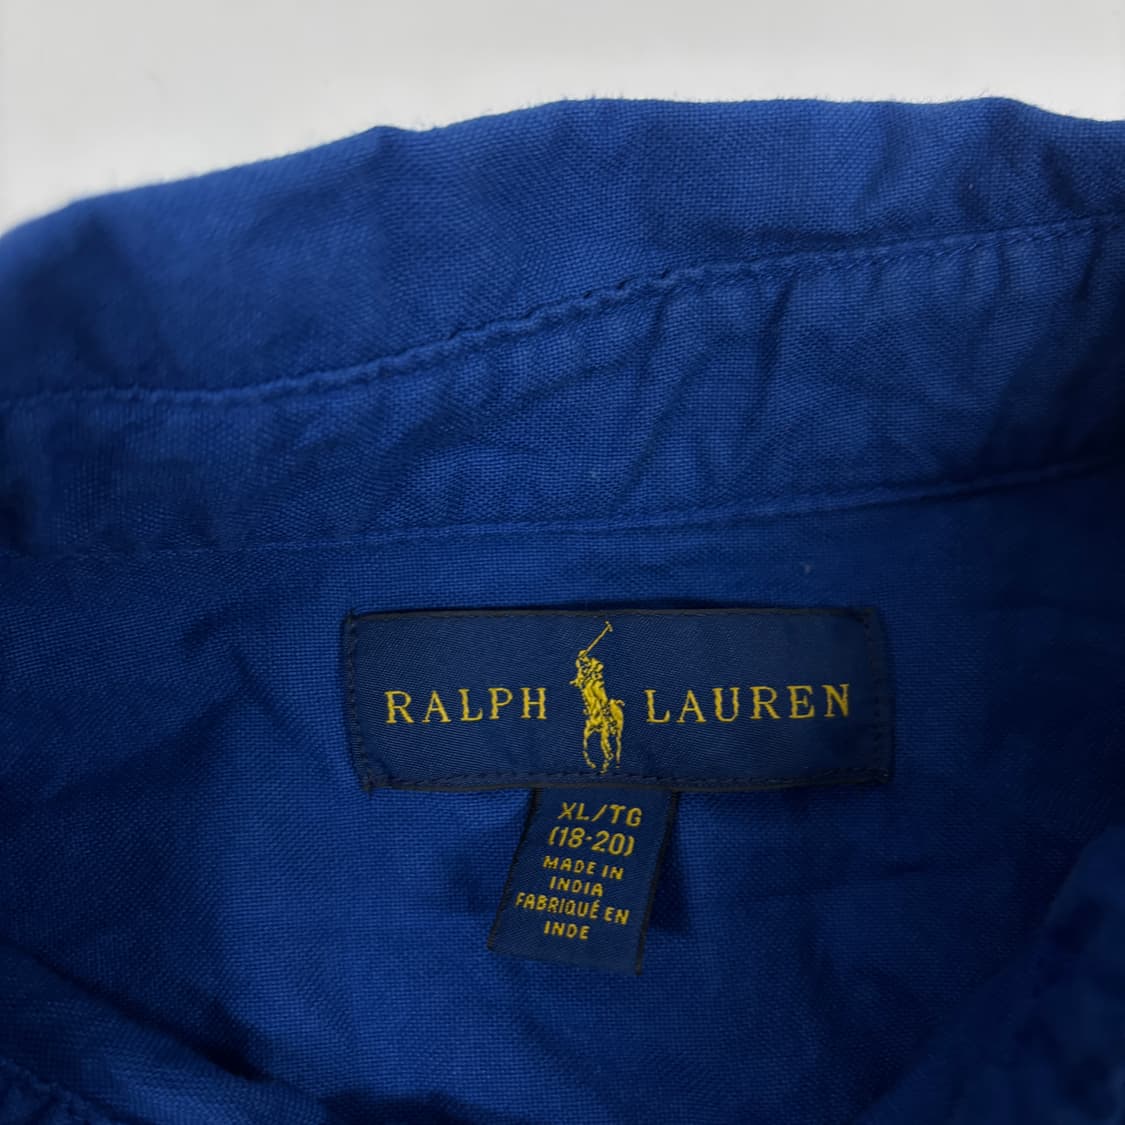 RALPH LAUREN
XL/TG
(18-20)
MADE IN
INDIA
FABRIQUÉ EN
INDE